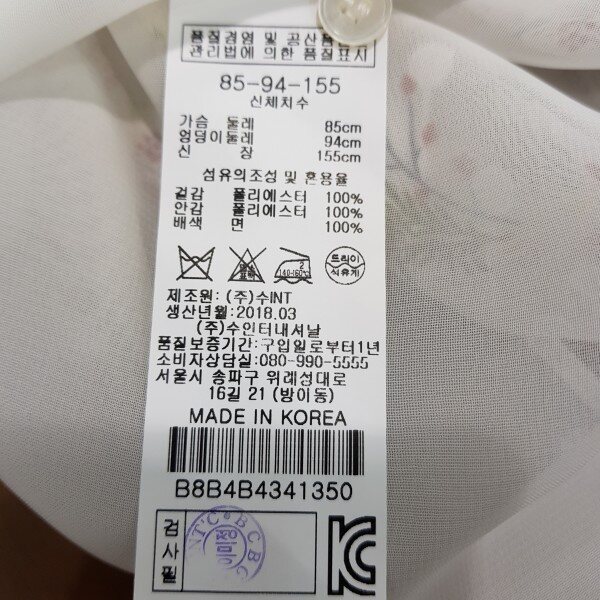 품질경영 및 공산품안
관리법에 의한 품질표시
85-94-155
신체치수
가슴 둘레 85cm
엉덩이둘레 94cm
신 장 155cm
섬유의조성 및 혼용율
겉감 폴리에스터 100%
안감 폴리에스터 100%
배색 면 100%
2
140-160℃
드라이
석유계
제조원: (주)수INT
생산년월:2018.03
(주)수인터내셔날
품질보증기간:구입일로부터1년
소비자상담실:080-990-5555
서울시 송파구 위례성대로
16길 21 (방이동)
MADE IN KOREA
B8B4B4341350
검사필